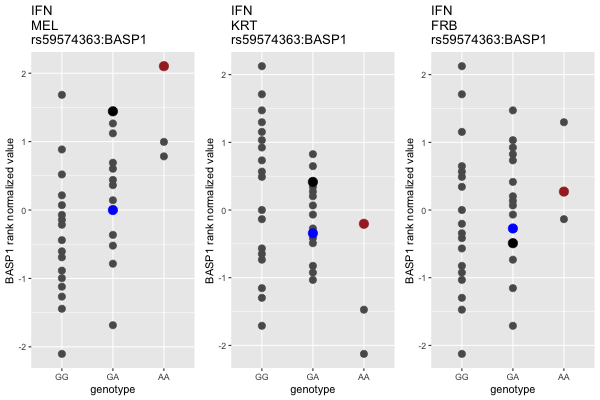 IFN
MEL
rs59574363:BASP1
BASP1 rank normalized value
2
1
0
-1
-2
GG
GA
AA
genotype
IFN
KRT
rs59574363:BASP1
BASP1 rank normalized value
2
1
0
-1
-2
GG
GA
AA
genotype
IFN
FRB
rs59574363:BASP1
BASP1 rank normalized value
2
1
0
-1
-2
GG
GA
AA
genotype